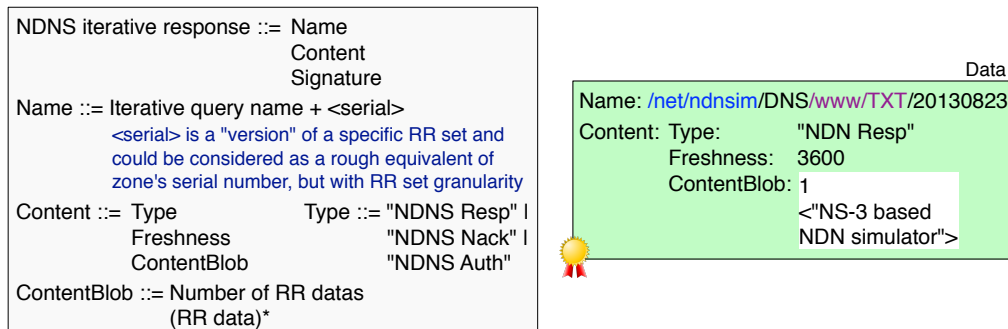 NDNS iterative response ::= Name
Content
Signature
Name ::= Iterative query name + <serial>
<serial> is a "version" of a specific RR set and
could be considered as a rough equivalent of
zone's serial number, but with RR set granularity
Content ::= Type Type ::= "NDNS Resp" |
Freshness "NDNS Nack" |
ContentBlob "NDNS Auth"
ContentBlob ::= Number of RR datas
(RR data)*
Data
Name: /net/ndnsim/DNS/www/TXT/20130823
Content: Type: "NDN Resp"
Freshness: 3600
ContentBlob: 1
<"NS-3 based
NDN simulator">